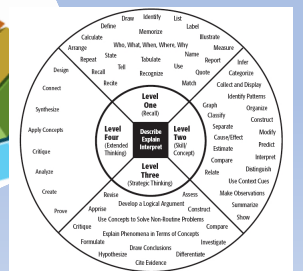 Draw Identify List
Define Memorize Label
Calculate Illustrate
Arrange Who, What, When, Where, Why Measure
Repeat State Tabulate Name Report
Recall Tell Recognize Use Quote
Recite Match
Level One (Recall)
Infer
Categorize
Collect and Display
Identify Patterns
Graph Organize
Classify Construct
Separate Modify
Cause/Effect Predict
Estimate Interpret
Compare Distinguish
Relate Use Context Cues
Make Observations
Summarize
Show
Level Two (Skill/Concept)
Describe
Explain
Interpret
Level Three (Strategic Thinking)
Revise Assess
Apprise Develop a Logical Argument Construct
Critique Use Concepts to Solve Non-Routine Problems Compare
Formulate Explain Phenomena in Terms of Concepts Investigate
Hypothesize Draw Conclusions Differentiate
Cite Evidence
Level Four (Extended Thinking)
Design
Connect
Synthesize
Apply Concepts
Critique
Analyze
Create
Prove